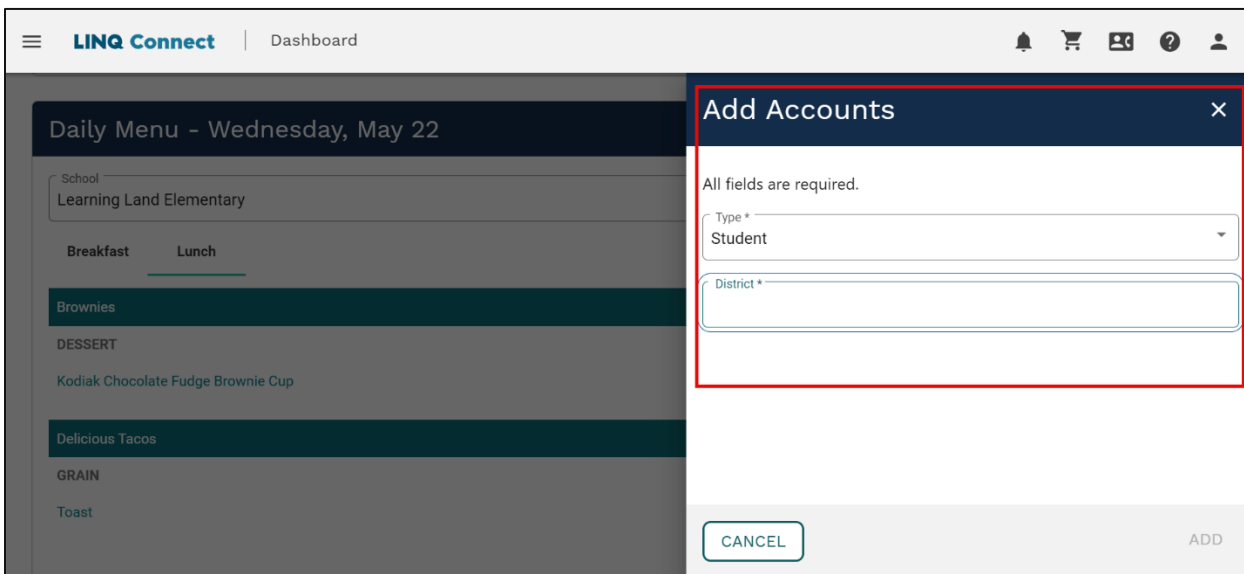 LINQ Connect Dashboard
Daily Menu - Wednesday, May 22
School
Learning Land Elementary
Breakfast Lunch
Brownies
DESSERT
Kodiak Chocolate Fudge Brownie Cup
Delicious Tacos
GRAIN
Toast
Add Accounts
All fields are required.
Type *
Student
District *
CANCEL ADD